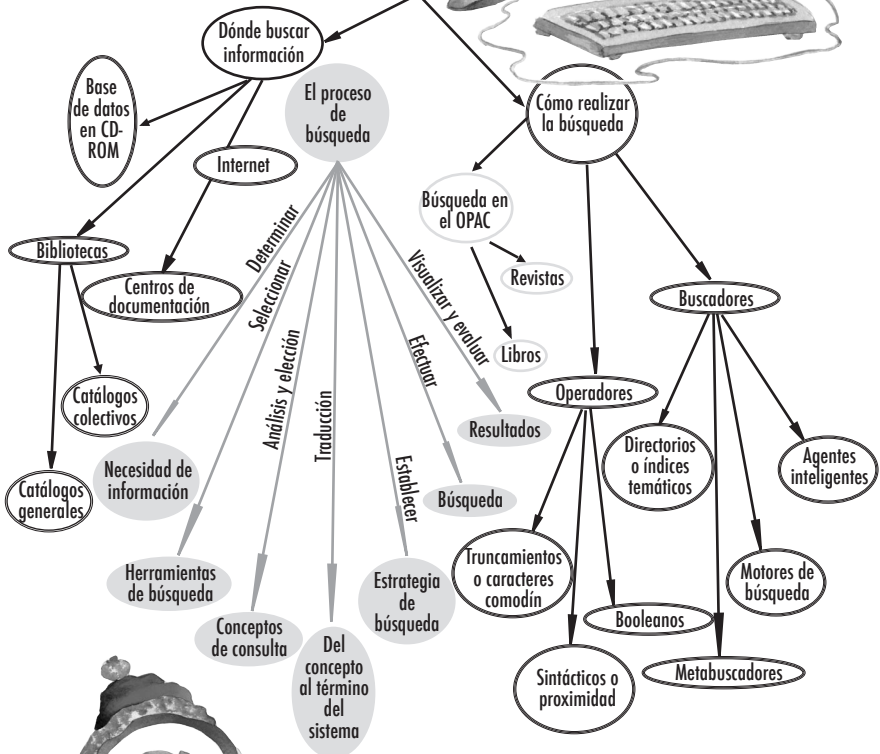 Dónde buscar
información
Base
de datos
en CD-
ROM
Internet
Bibliotecas
Centros de
documentación
Catálogos
colectivos
Catálogos
generales
El proceso
de
búsqueda
Determinar
Seleccionar
Análisis y elección
Traducción
Establecer
Efectuar
Visualizar y evaluar
Necesidad de
información
Herramientas
de búsqueda
Conceptos
de consulta
Del
concepto
al término
del
sistema
Estrategia
de
búsqueda
Búsqueda
Resultados
Cómo realizar
la búsqueda
Búsqueda en
el OPAC
Revistas
Libros
Operadores
Truncamientos
o caracteres
comodín
Sintácticos o
proximidad
Booleanos
Buscadores
Directorios
o índices
temáticos
Metabuscadores
Motores de
búsqueda
Agentes
inteligentes